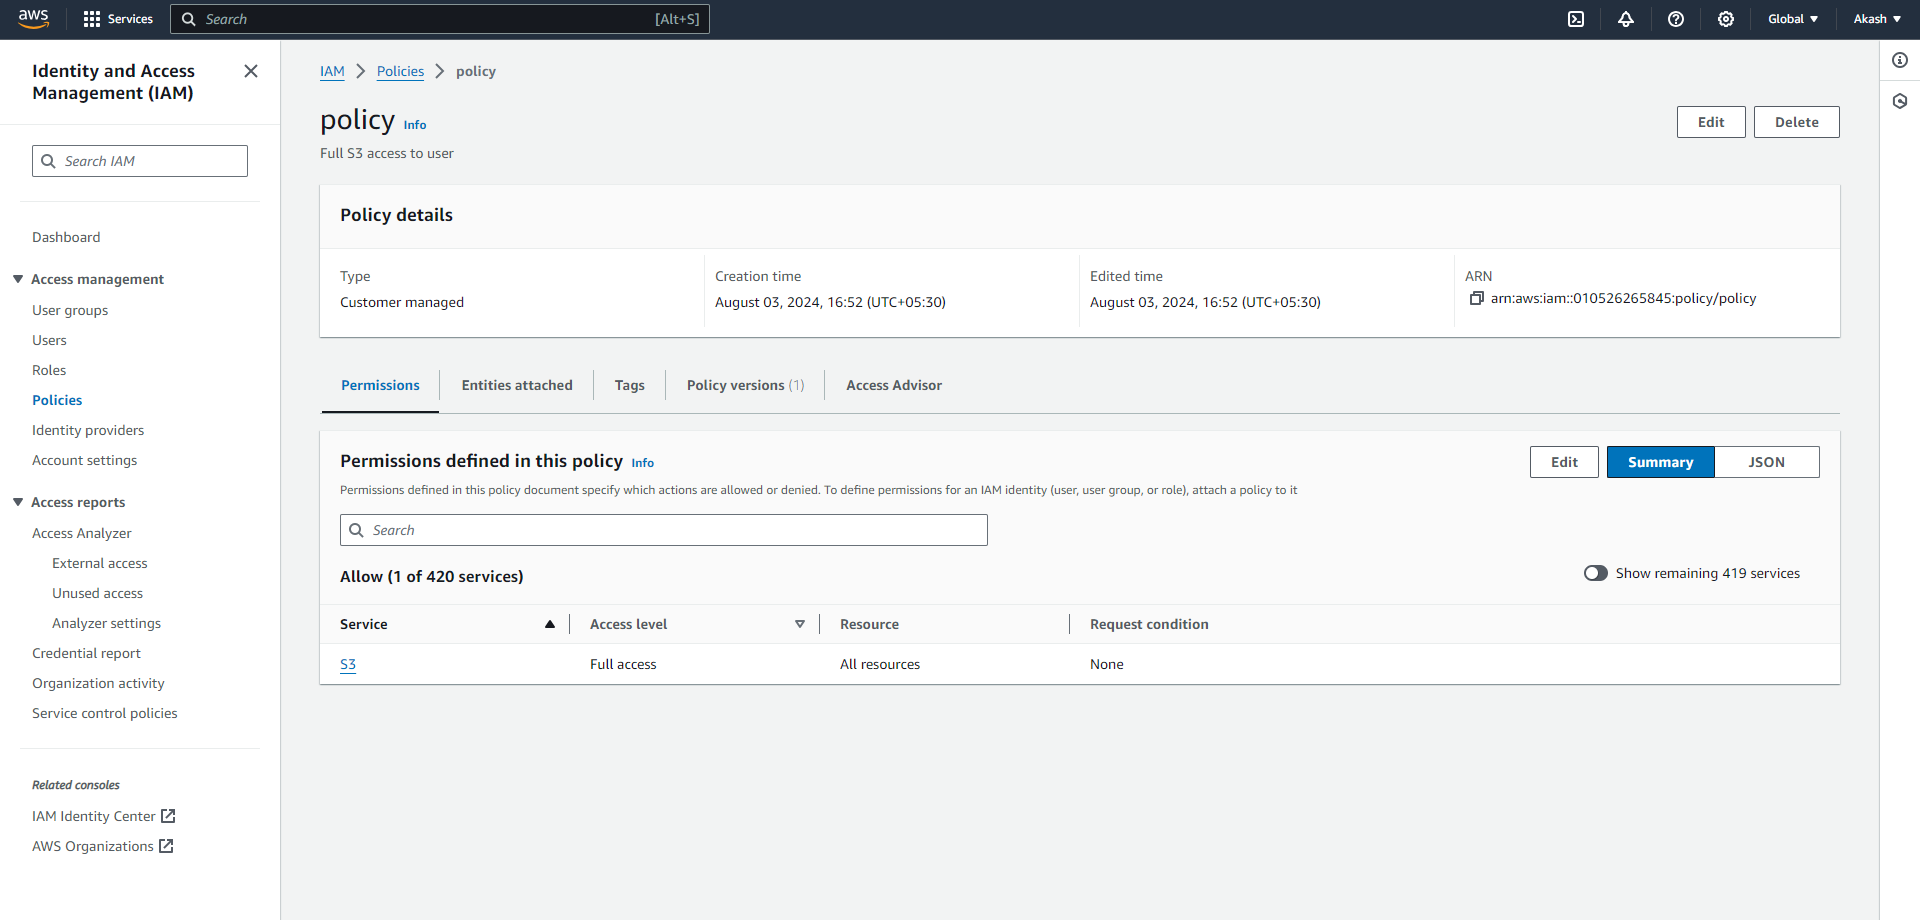 aws Services Search [Alt+S] Global Akash
Identity and Access
Management (IAM)
Search IAM
Dashboard
Access management
User groups
Users
Roles
Policies
Identity providers
Account settings
Access reports
Access Analyzer
External access
Unused access
Analyzer settings
Credential report
Organization activity
Service control policies
Related consoles
IAM Identity Center
AWS Organizations
IAM Policies policy
policy Info
Edit Delete
Full S3 access to user
Policy details
Type
Customer managed
Creation time
August 03, 2024, 16:52 (UTC+05:30)
Edited time
August 03, 2024, 16:52 (UTC+05:30)
ARN
arn:aws:iam::010526265845:policy/policy
Permissions Entities attached Tags Policy versions (1) Access Advisor
Permissions defined in this policy Info
Edit Summary JSON
Permissions defined in this policy document specify which actions are allowed or denied. To define permissions for an IAM identity (user, user group, or role), attach a policy to it
Search
Allow (1 of 420 services)
Show remaining 419 services
Service Access level Resource Request condition
S3 Full access All resources None